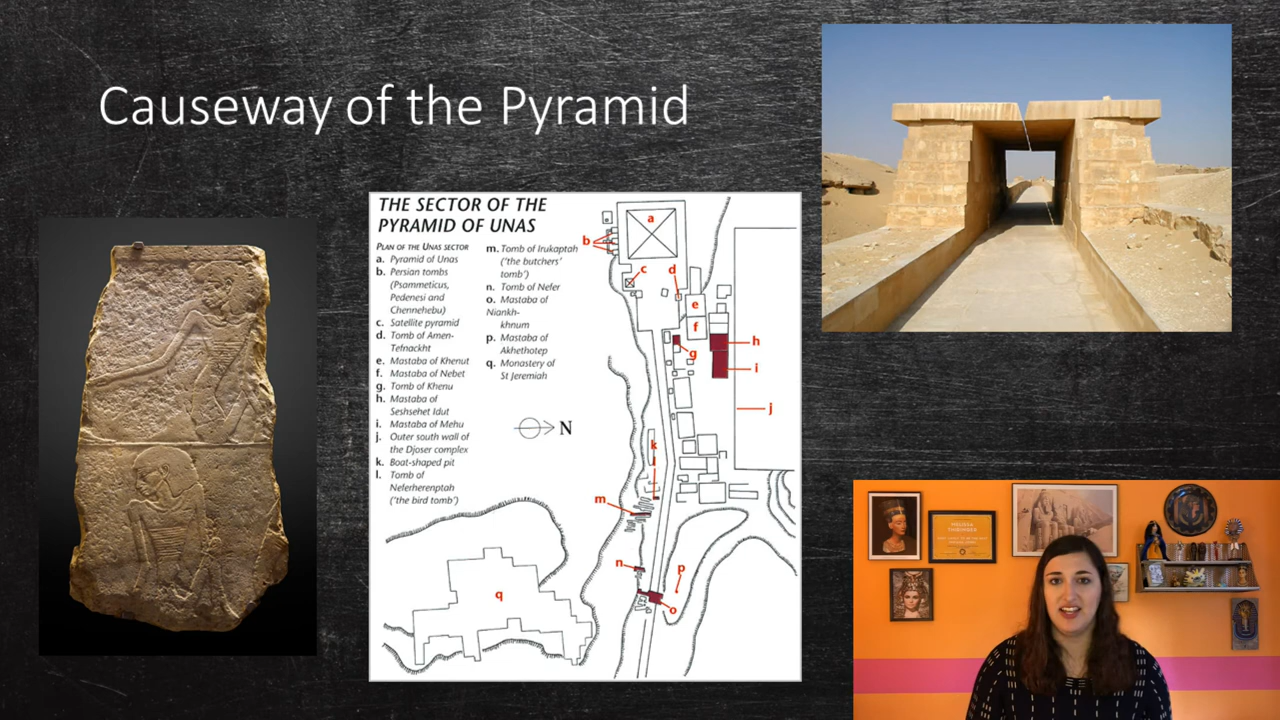 Causeway of the Pyramid
THE SECTOR OF THE
PYRAMID OF UNAS
PLAN OF THE UNAS SECTOR
a. Pyramid of Unas
b. Persian tombs
(Psammeticus,
Pedenesi and
Chennehebu)
c. Satellite pyramid
d. Tomb of Amen-
Tefnackht
e. Mastaba of Khenut
f. Mastaba of Nebet
g. Tomb of Khenu
h. Mastaba of
Seshsehet Idut
i. Mastaba of Mehu
j. Outer south wall of
the Djoser complex
k. Boat-shaped pit
l. Tomb of
Neferherenptah
('the bird tomb')
m. Tomb of Irukaptah
('the butchers'
tomb')
n. Tomb of Nefer
o. Mastaba of
Niankh-
khnum
p. Mastaba of
Akhethotep
q. Monastery of
St Jeremiah
N
a
b
c
d
e
f
g
h
i
j
k
l
m
n
p
o
q